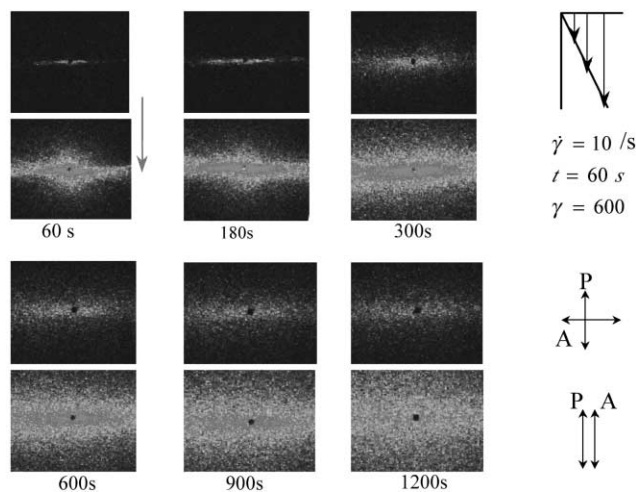 γ̇ = 10 /s
t = 60 s
γ = 600
60 s
180s
300s
P
A
P A
600s
900s
1200s